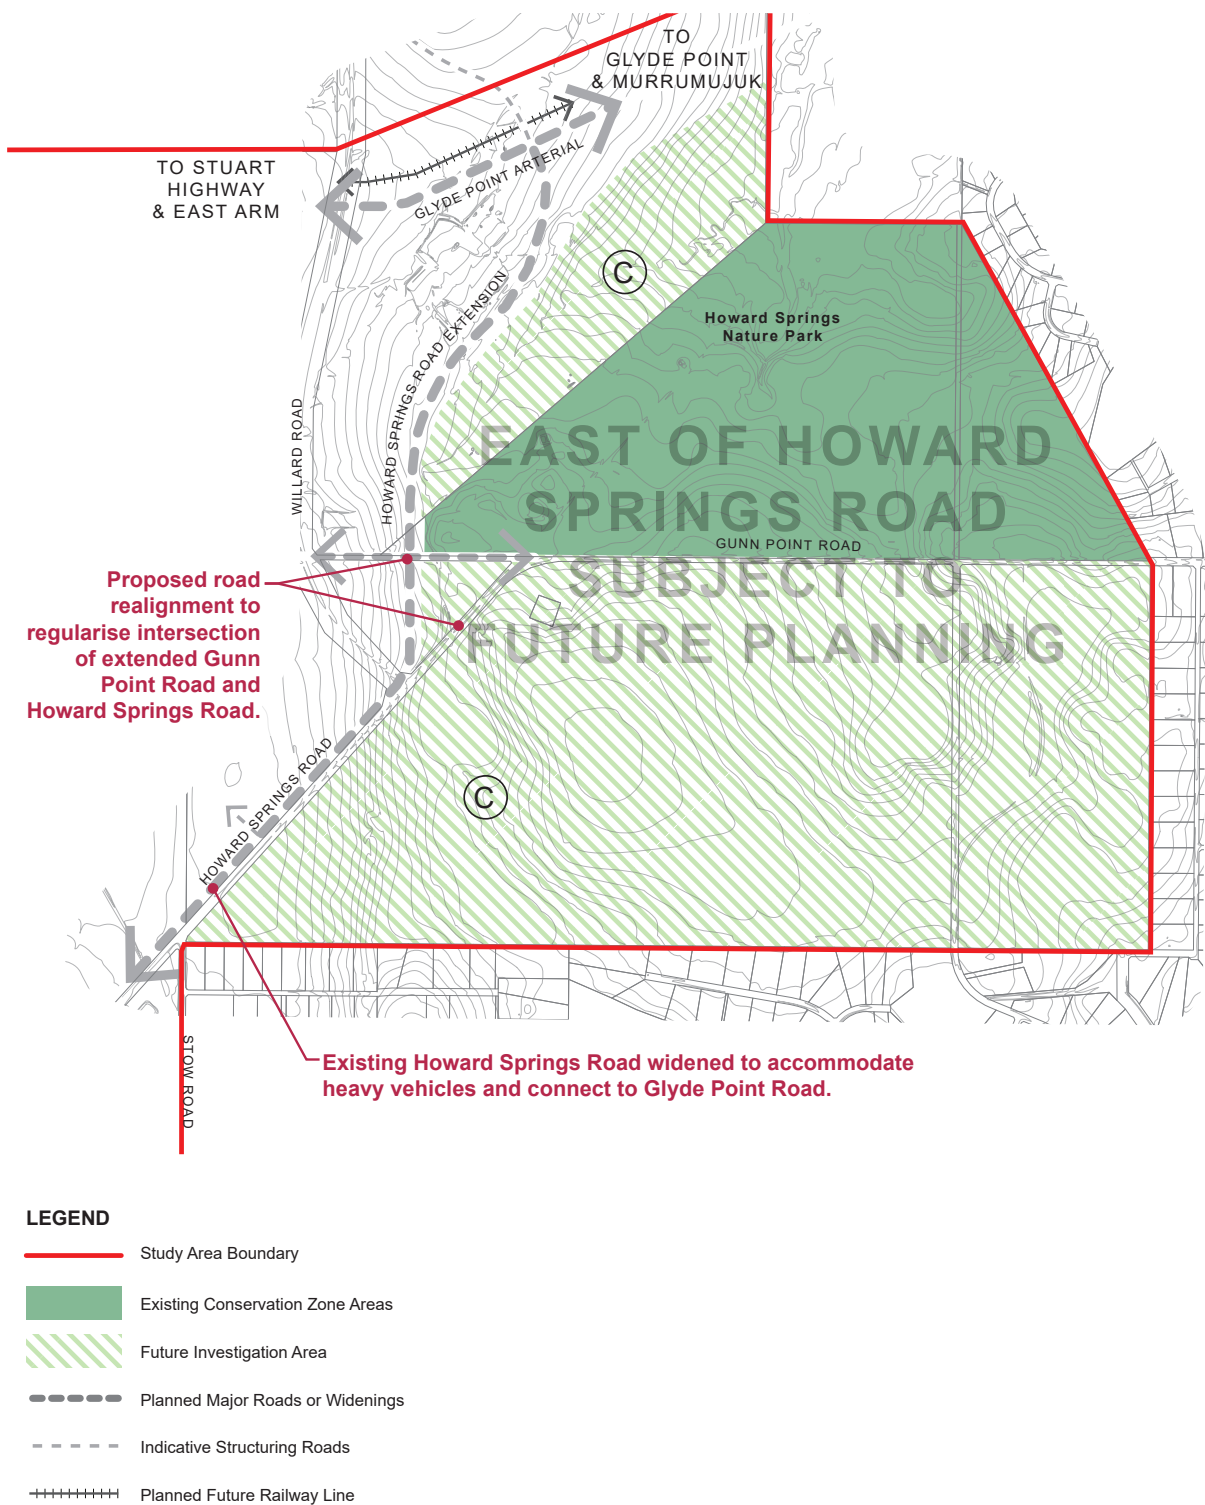 TO
GLYDE POINT
& MURRUMUJUK
TO STUART
HIGHWAY
& EAST ARM
GLYDE POINT ARTERIAL
C
Howard Springs
Nature Park
HOWARD SPRINGS ROAD EXTENSION
WILLARD ROAD
EAST OF HOWARD
SPRINGS ROAD
SUBJECT TO
FUTURE PLANNING
GUNN POINT ROAD
Proposed road
realignment to
regularise intersection
of extended Gunn
Point Road and
Howard Springs Road.
HOWARD SPRINGS ROAD
C
Existing Howard Springs Road widened to accommodate
heavy vehicles and connect to Glyde Point Road.
STOW ROAD
LEGEND
Study Area Boundary
Existing Conservation Zone Areas
Future Investigation Area
Planned Major Roads or Widenings
Indicative Structuring Roads
Planned Future Railway Line